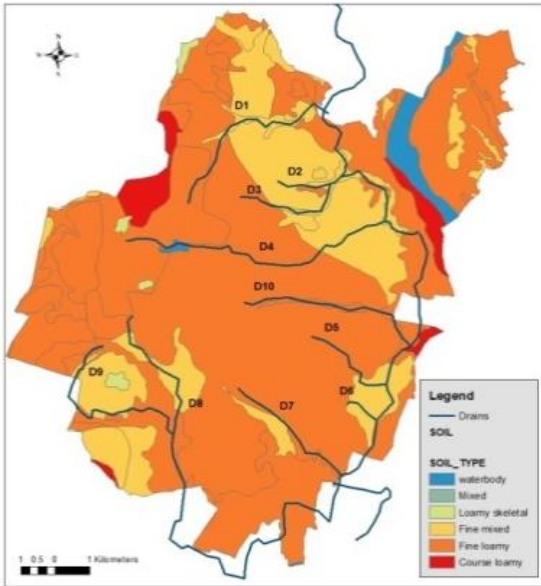 N
W
E
S
D1
D2
D3
D4
D10
D5
D9
D6
D8
D7
Legend
Drains
SOIL
SOIL_TYPE
waterbody
Mixed
Loamy skeletal
Fine mixed
Fine loamy
Course loamy
1 0.5 0 1 Kilometers